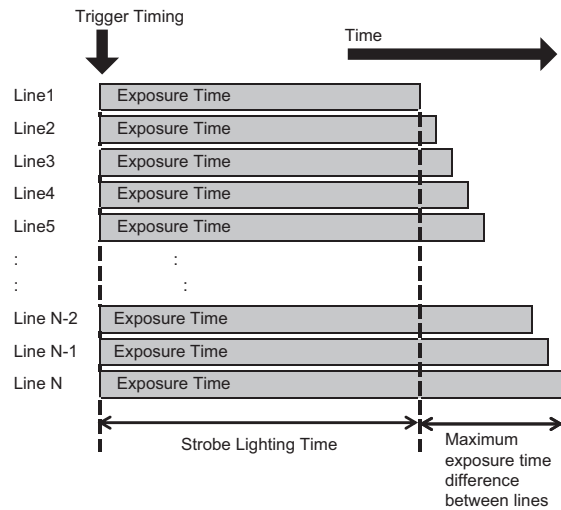 Trigger Timing
Time
Line1 Exposure Time
Line2 Exposure Time
Line3 Exposure Time
Line4 Exposure Time
Line5 Exposure Time
: :
: :
Line N-2 Exposure Time
Line N-1 Exposure Time
Line N Exposure Time
Strobe Lighting Time
Maximum
exposure time
difference
between lines